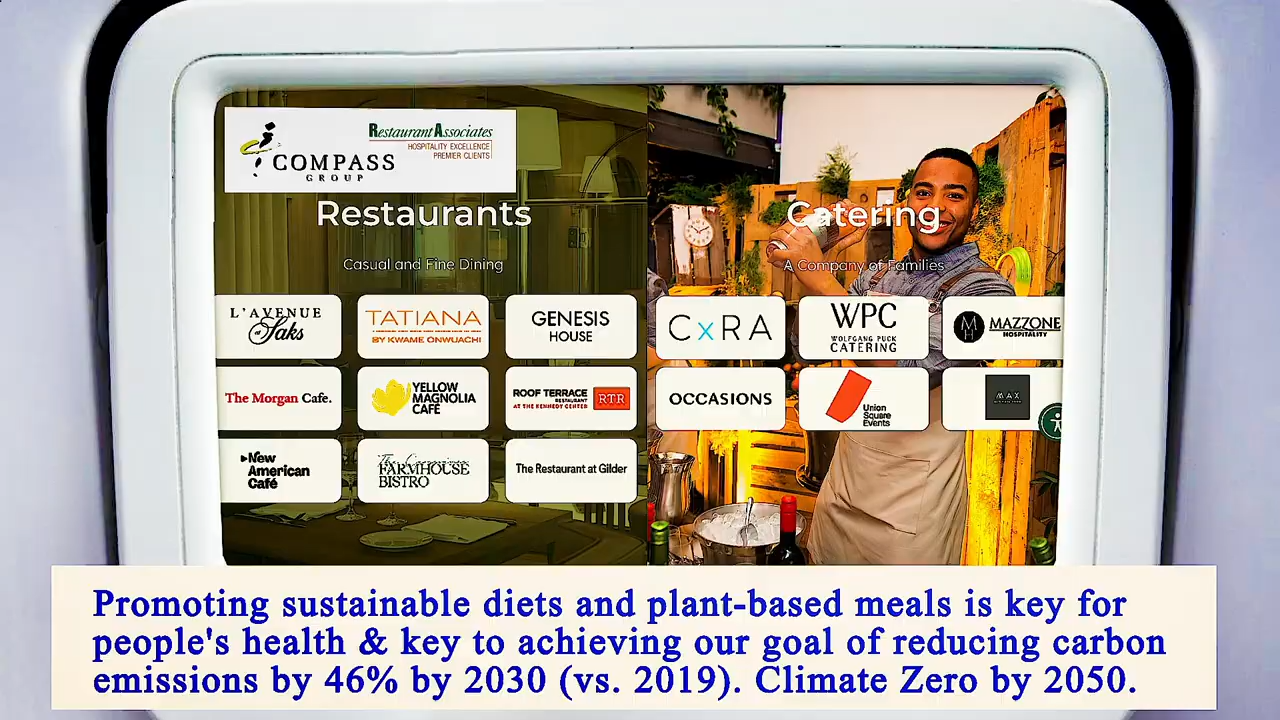 COMPASS
GROUP
Restaurant Associates
HOSPITALITY EXCELLENCE
PREMIER CLIENTS
Restaurants
Casual and Fine Dining
L'AVENUE
at Saks
TATIANA
BY KWAME ONWUACHI
GENESIS
HOUSE
The Morgan Cafe.
YELLOW
MAGNOLIA
CAFÉ
ROOF TERRACE
RESTAURANT
AT THE KENNEDY CENTER
RTR
New
American
Café
FARMHOUSE
BISTRO
The Restaurant at Gilder
Catering
A Company of Families
CxRA
WPC
WOLFGANG PUCK
CATERING
MH
MAZZONE
HOSPITALITY
OCCASIONS
Union
Square
Events
MAX
Promoting sustainable diets and plant-based meals is key for
people's health & key to achieving our goal of reducing carbon
emissions by 46% by 2030 (vs. 2019). Climate Zero by 2050.